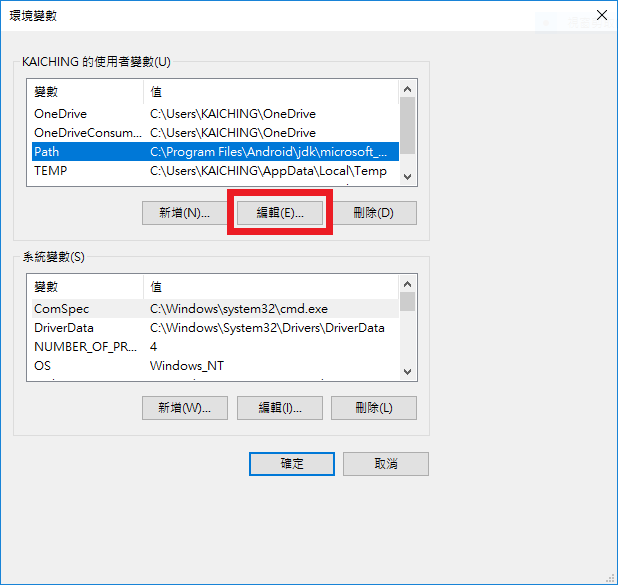 環境變數
KAICHING 的使用者變數(U)
變數 值
OneDrive C:\Users\KAICHING\OneDrive
OneDriveConsum... C:\Users\KAICHING\OneDrive
Path C:\Program Files\Android\jdk\microsoft_...
TEMP C:\Users\KAICHING\AppData\Local\Temp
新增(N)... 編輯(E)... 刪除(D)
系統變數(S)
變數 值
ComSpec C:\Windows\system32\cmd.exe
DriverData C:\Windows\System32\Drivers\DriverData
NUMBER_OF_PR... 4
OS Windows_NT
新增(W)... 編輯(I)... 刪除(L)
確定 取消